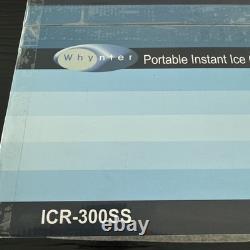 Whynter
Portable Instant Ice
ICR-300SS